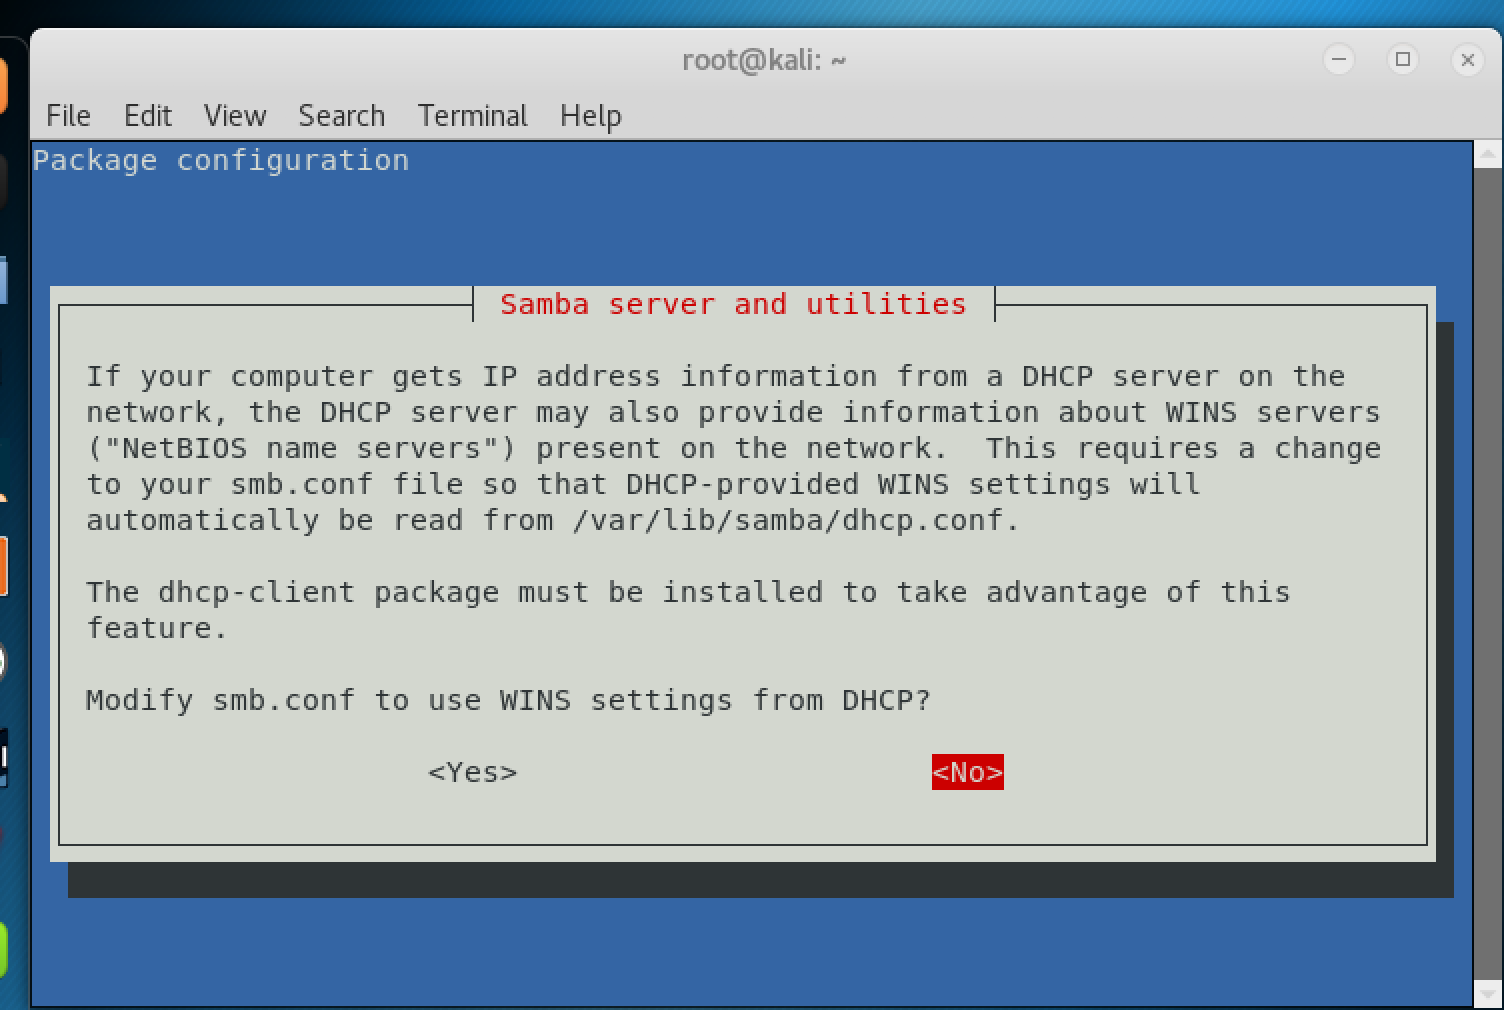 root@kali: ~
File Edit View Search Terminal Help
Package configuration
Samba server and utilities
If your computer gets IP address information from a DHCP server on the
network, the DHCP server may also provide information about WINS servers
("NetBIOS name servers") present on the network.  This requires a change
to your smb.conf file so that DHCP-provided WINS settings will
automatically be read from /var/lib/samba/dhcp.conf.
The dhcp-client package must be installed to take advantage of this
feature.
Modify smb.conf to use WINS settings from DHCP?
<Yes> <No>